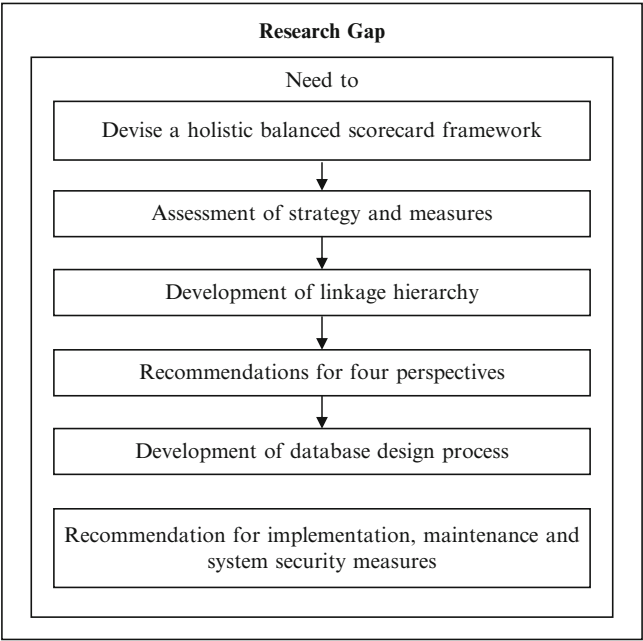 Research Gap
Need to
Devise a holistic balanced scorecard framework
Assessment of strategy and measures
Development of linkage hierarchy
Recommendations for four perspectives
Development of database design process
Recommendation for implementation, maintenance and
system security measures